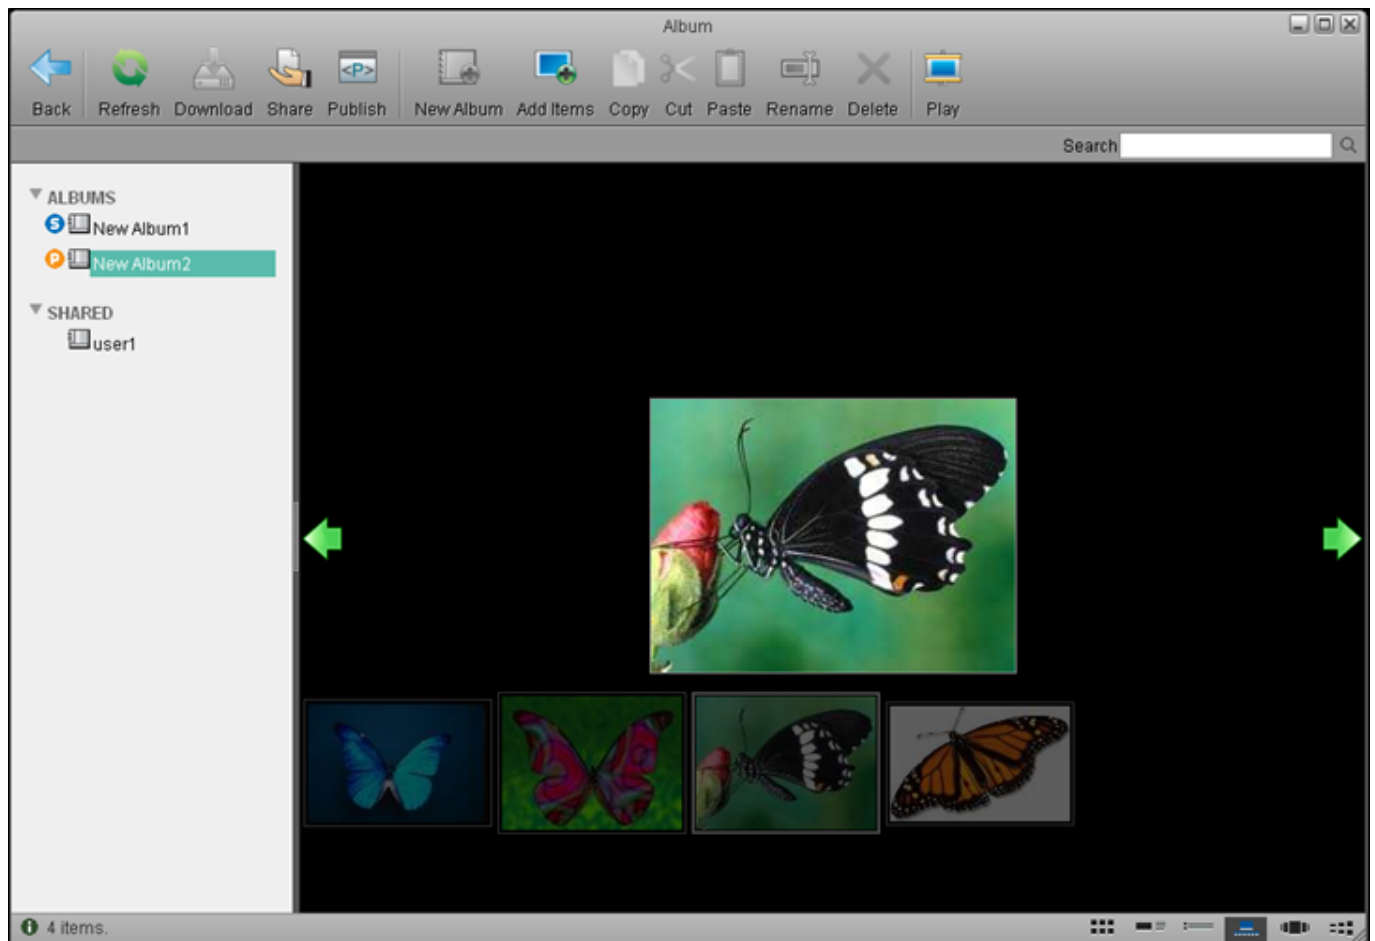 Album
Back Refresh Download Share Publish New Album Add Items Copy Cut Paste Rename Delete Play
<P>
Search
ALBUMS
S New Album1
P New Album2
SHARED
user1
4 items.